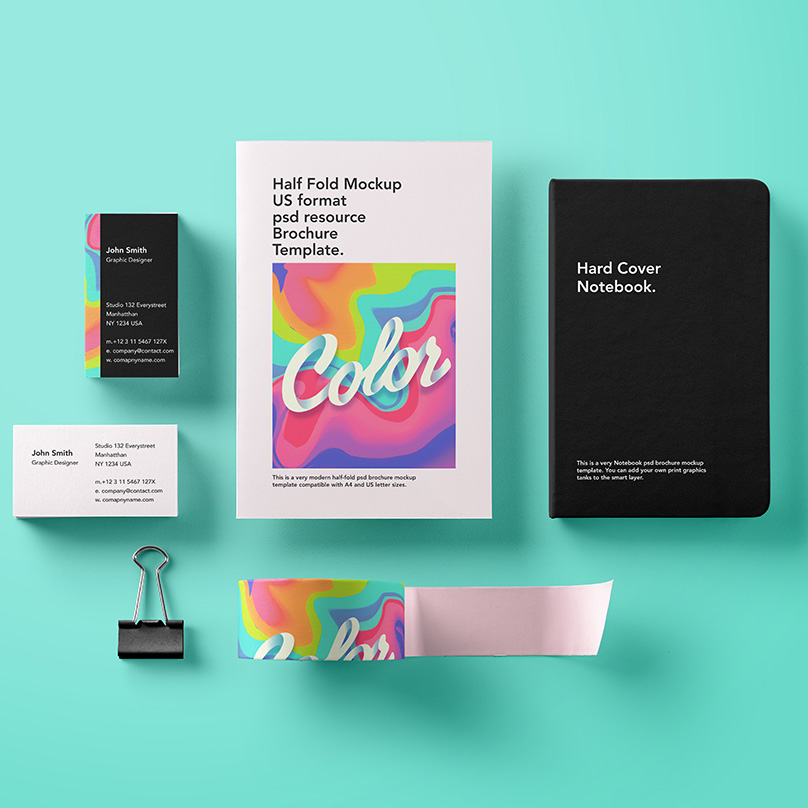 Half Fold Mockup
US format
psd resource
Brochure
Template.
Color
This is a very modern half-fold psd brochure mockup
template compatible with A4 and US letter sizes.
John Smith
Graphic Designer
Studio 132 Everystreet
Manhatthan
NY 1234 USA
m.+12 3 11 5467 127X
e. company@contact.com
w. comapnyname.com
John Smith
Graphic Designer
Studio 132 Everystreet
Manhatthan
NY 1234 USA
m.+12 3 11 5467 127X
e. company@contact.com
w. comapnyname.com
Hard Cover
Notebook.
This is a very Notebook psd brochure mockup
template. You can add your own print graphics
tanks to the smart layer.
Color